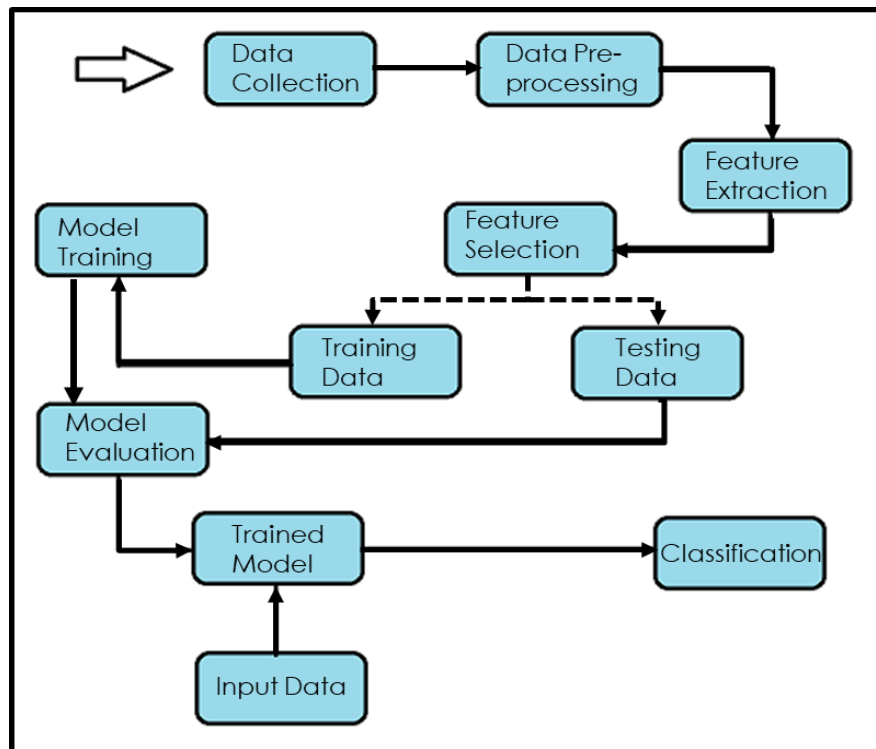 Data
Collection
Data Pre-
processing
Feature
Extraction
Feature
Selection
Model
Training
Training
Data
Testing
Data
Model
Evaluation
Trained
Model
Classification
Input Data